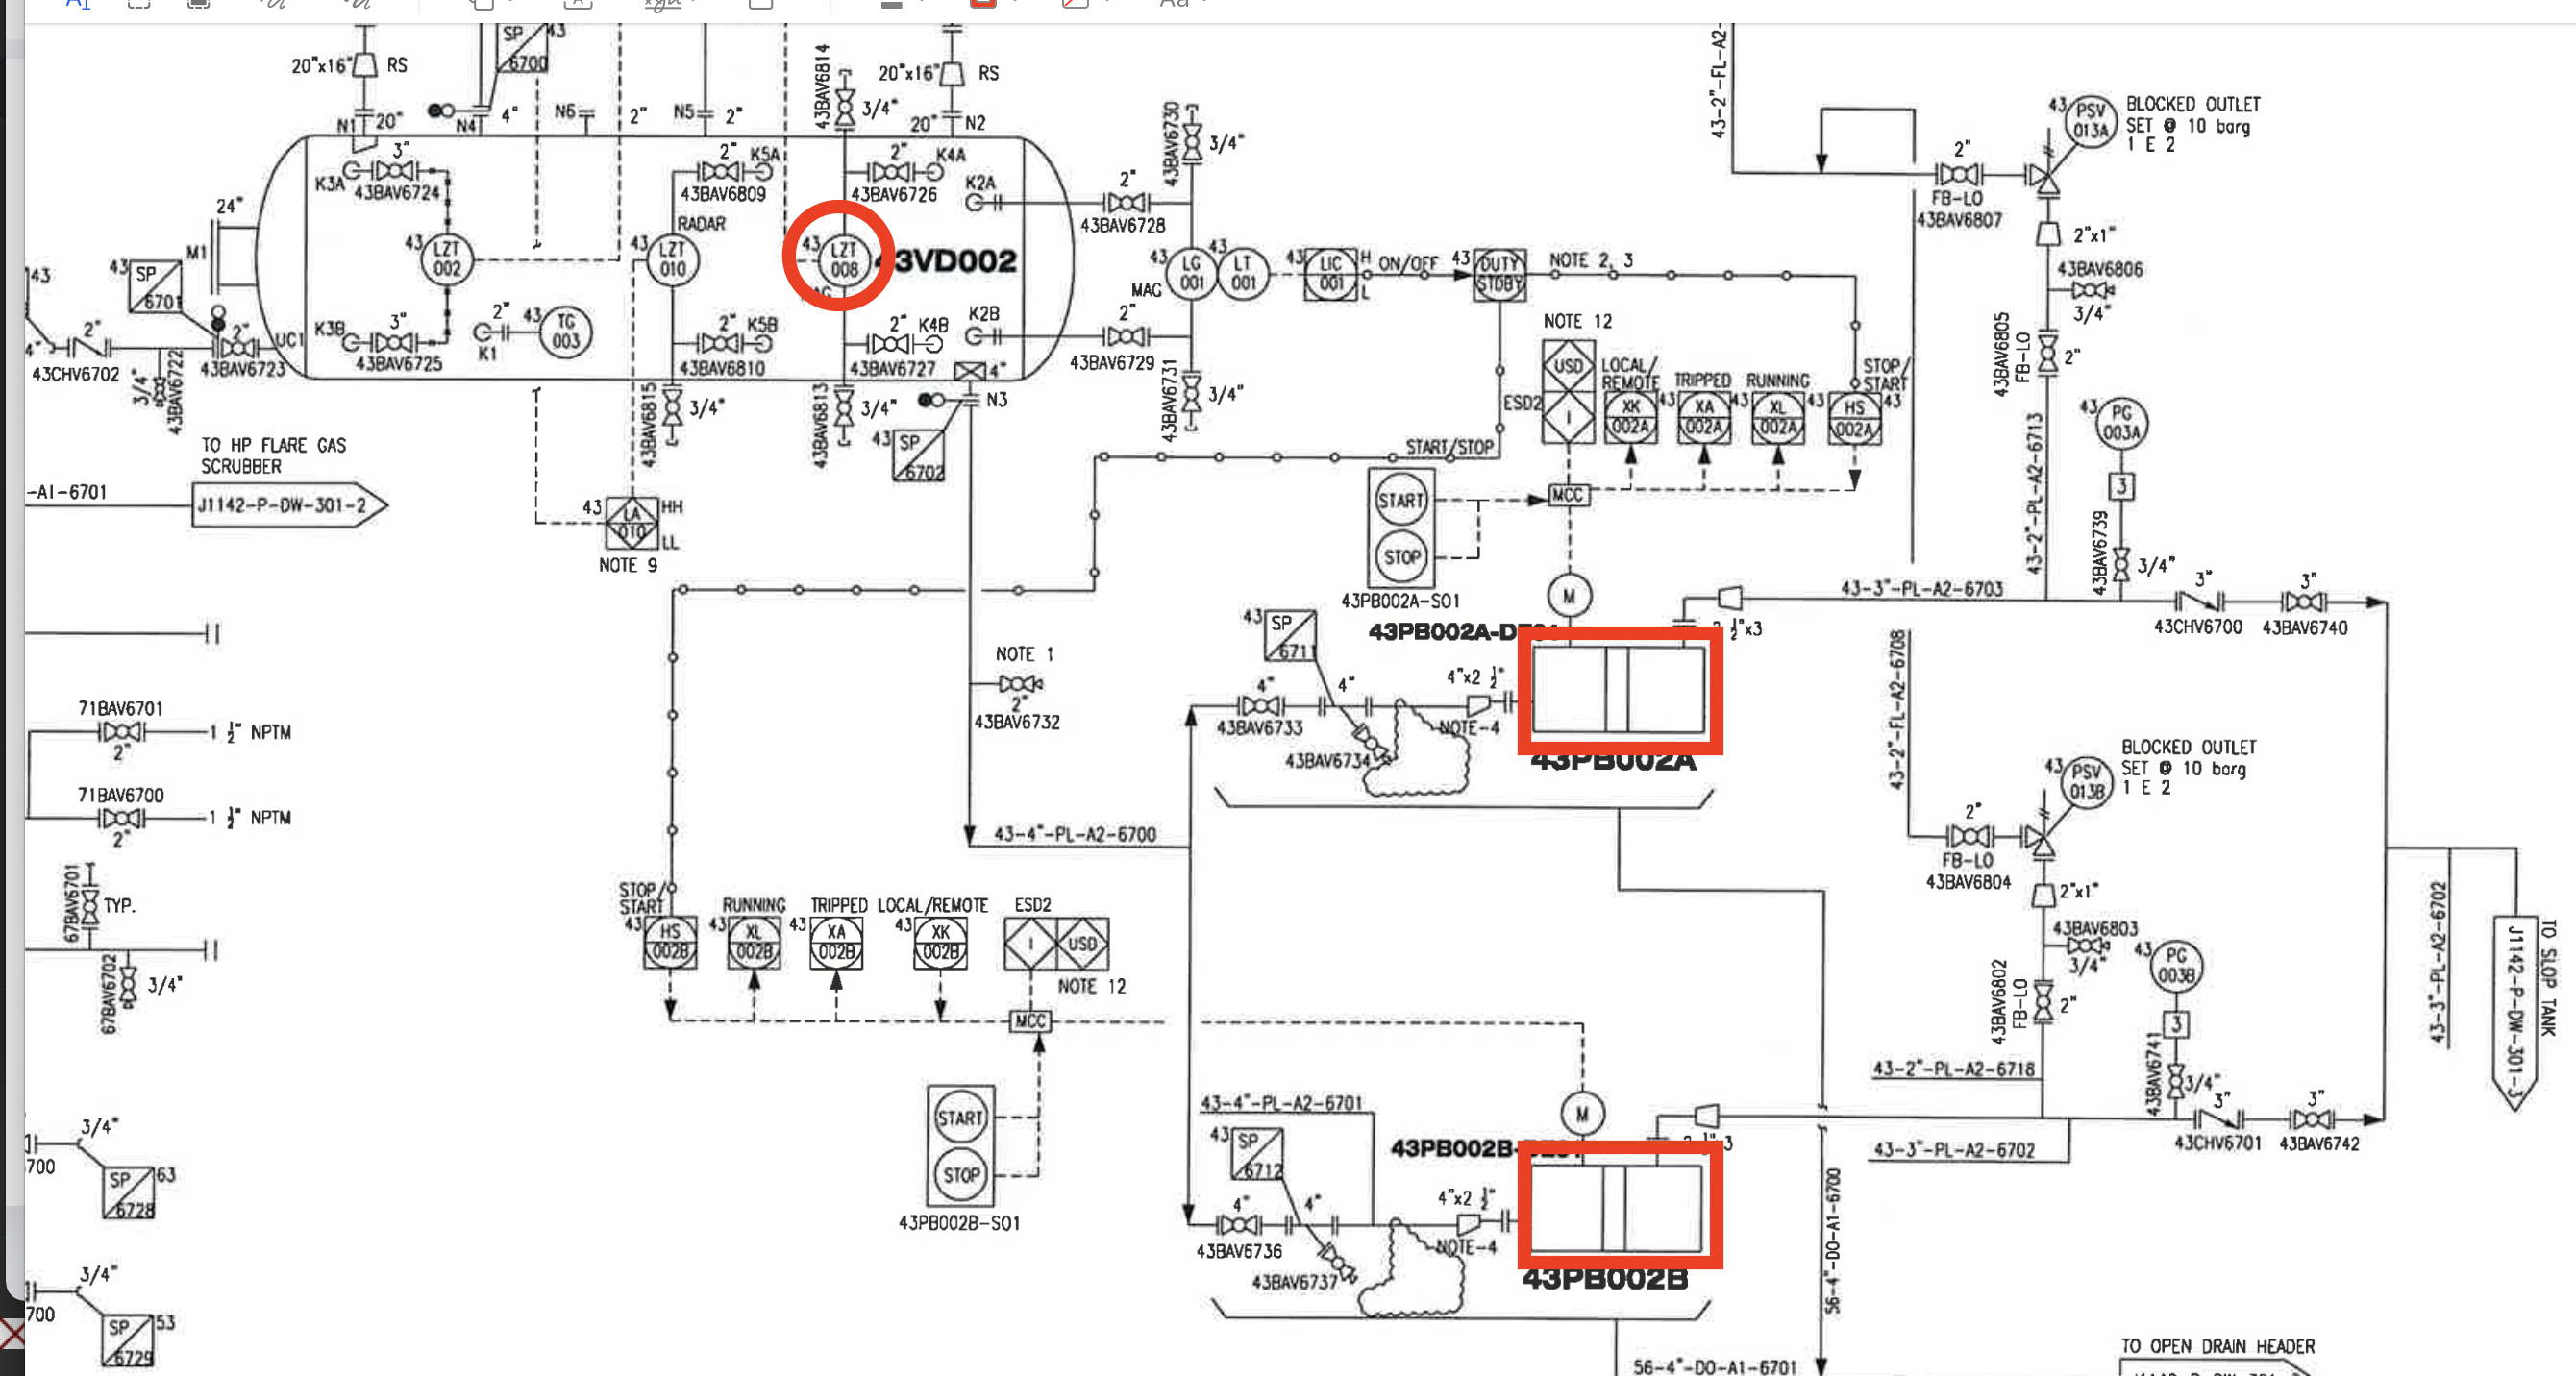 SP
43
6700
20"x16"
RS
43BAV6814
3/4"
20"x16"
RS
N1
20"
N4
4"
N6
2"
N5
2"
20"
N2
43BAV6730
3/4"
K3A
3"
43BAV6724
2"
K5A
43BAV6809
2"
K4A
43BAV6726
K2A
2"
43BAV6728
24"
M1
RADAR
43
LZT
002
43
LZT
010
43
LZT
008
43VD002
43
LG
001
MAG
43
LT
001
43
LIC
001
H
L
ON/OFF
43
DUTY
STDBY
NOTE 2, 3
43
43
SP
6701
2"
43CHV6702
3/4"
43BAV6722
2"
43BAV6723
UC1
K3B
3"
43BAV6725
2"
K1
43
TG
003
2"
K5B
43BAV6810
2"
K4B
43BAV6727
K2B
2"
43BAV6729
4"
N3
43BAV6815
3/4"
43BAV6813
3/4"
43
SP
6702
43BAV6731
3/4"
NOTE 12
USD
I
ESD2
LOCAL/
REMOTE
XK
002A
TRIPPED
43
XA
002A
RUNNING
43
XL
002A
STOP/
START
43
HS
002A
43
START/STOP
TO HP FLARE GAS
SCRUBBER
-A1-6701
J1142-P-DW-301-2
43
LA
010
HH
LL
NOTE 9
START
STOP
MCC
43PB002A-S01
M
43-2"-FL-A2-
43
PSV
013A
BLOCKED OUTLET
SET @ 10 barg
1 E 2
2"
FB-LO
43BAV6807
2"x1"
43BAV6806
3/4"
43BAV6805
FB-LO
2"
43-2"-PL-A2-6713
43
PG
003A
3
43BAV6739
3/4"
43-3"-PL-A2-6703
3"
43CHV6700
3"
43BAV6740
43
SP
6711
43PB002A-D
NOTE 1
2"
43BAV6732
4"
43BAV6733
4"
43BAV6734
4"x2 ½"
NOTE-4
½"x3
43PB002A
43-2"-FL-A2-6708
71BAV6701
2"
1 ½" NPTM
71BAV6700
2"
1 ½" NPTM
67BAV6701
TYP.
67BAV6702
3/4"
43-4"-PL-A2-6700
43
PSV
013B
BLOCKED OUTLET
SET @ 10 barg
1 E 2
2"
FB-LO
43BAV6804
2"x1"
43BAV6803
3/4"
43BAV6802
FB-LO
2"
43
PG
003B
3
43BAV6741
3/4"
43-3"-PL-A2-6702
TO SLOP TANK
J1142-P-DW-301-3
STOP/
START
43
HS
002B
RUNNING
43
XL
002B
TRIPPED
43
XA
002B
LOCAL/REMOTE
43
XK
002B
ESD2
I
USD
NOTE 12
MCC
START
STOP
43PB002B-S01
43-2"-PL-A2-6718
43-3"-PL-A2-6702
3"
43CHV6701
3"
43BAV6742
M
43-4"-PL-A2-6701
43
SP
6712
43PB002B-
4"
43BAV6736
4"
43BAV6737
4"x2 ½"
NOTE-4
43PB002B
56-4"-DO-A1-6700
3/4"
700
SP
63
6728
3/4"
700
SP
53
6729
56-4"-DO-A1-6701
TO OPEN DRAIN HEADER